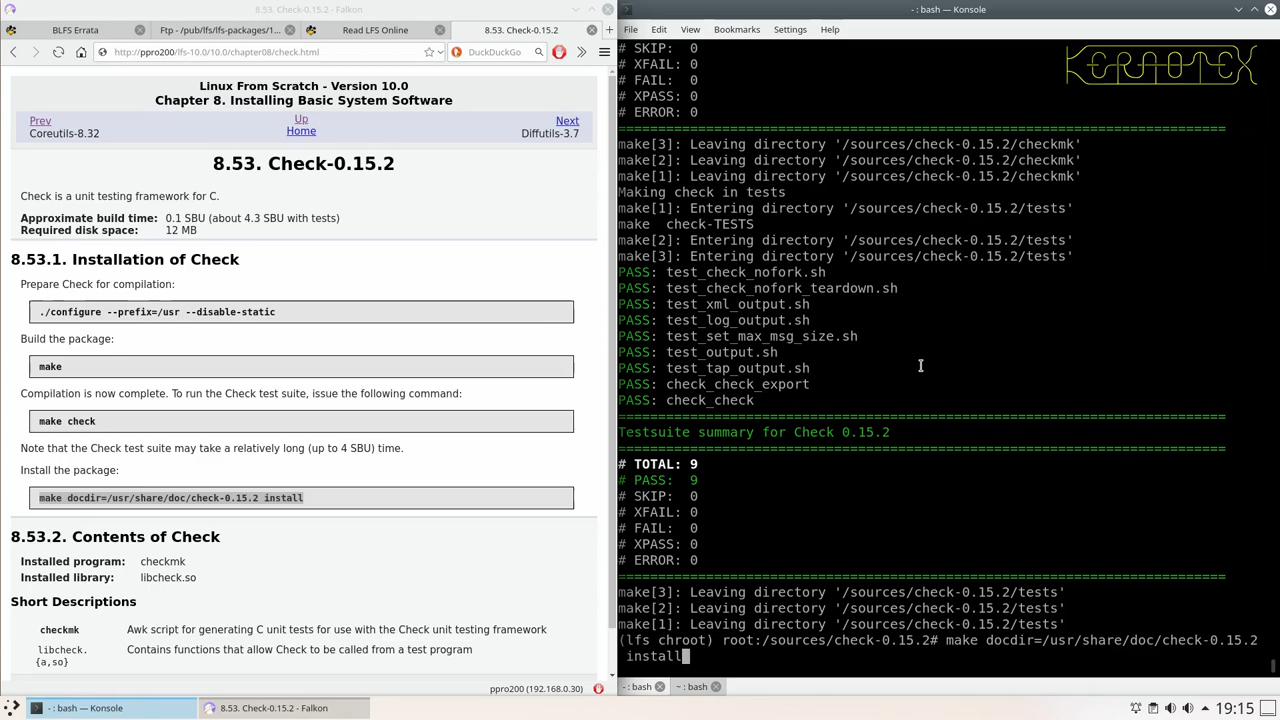 8.53. Check-0.15.2 - Falkon
BLFS Errata
Ftp - /pub/lfs/lfs-packages/1...
Read LFS Online
8.53. Check-0.15.2
http://ppro200/lfs-10.0/10.0/chapter08/check.html
DuckDuckGo
Linux From Scratch - Version 10.0
Chapter 8. Installing Basic System Software
Prev
Up
Next
Coreutils-8.32
Home
Diffutils-3.7
8.53. Check-0.15.2
Check is a unit testing framework for C.
Approximate build time: 0.1 SBU (about 4.3 SBU with tests)
Required disk space: 12 MB
8.53.1. Installation of Check
Prepare Check for compilation:
./configure --prefix=/usr --disable-static
Build the package:
make
Compilation is now complete. To run the Check test suite, issue the following command:
make check
Note that the Check test suite may take a relatively long (up to 4 SBU) time.
Install the package:
make docdir=/usr/share/doc/check-0.15.2 install
8.53.2. Contents of Check
Installed program: checkmk
Installed library: libcheck.so
Short Descriptions
checkmk Awk script for generating C unit tests for use with the Check unit testing framework
libcheck. Contains functions that allow Check to be called from a test program
{a,so}
ppro200 (192.168.0.30)
- : bash — Konsole
File Edit View Bookmarks Settings Help
KERAOTEX
# SKIP:  0
# XFAIL: 0
# FAIL:  0
# XPASS: 0
# ERROR: 0
============================================================================
make[3]: Leaving directory '/sources/check-0.15.2/checkmk'
make[2]: Leaving directory '/sources/check-0.15.2/checkmk'
make[1]: Leaving directory '/sources/check-0.15.2/checkmk'
Making check in tests
make[1]: Entering directory '/sources/check-0.15.2/tests'
make  check-TESTS
make[2]: Entering directory '/sources/check-0.15.2/tests'
make[3]: Entering directory '/sources/check-0.15.2/tests'
PASS: test_check_nofork.sh
PASS: test_check_nofork_teardown.sh
PASS: test_xml_output.sh
PASS: test_log_output.sh
PASS: test_set_max_msg_size.sh
PASS: test_output.sh
PASS: test_tap_output.sh
PASS: check_check_export
PASS: check_check
============================================================================
Testsuite summary for Check 0.15.2
============================================================================
# TOTAL: 9
# PASS:  9
# SKIP:  0
# XFAIL: 0
# FAIL:  0
# XPASS: 0
# ERROR: 0
============================================================================
make[3]: Leaving directory '/sources/check-0.15.2/tests'
make[2]: Leaving directory '/sources/check-0.15.2/tests'
make[1]: Leaving directory '/sources/check-0.15.2/tests'
(lfs chroot) root:/sources/check-0.15.2# make docdir=/usr/share/doc/check-0.15.2
install
- : bash
~ : bash
- : bash — Konsole
8.53. Check-0.15.2 - Falkon
19:15